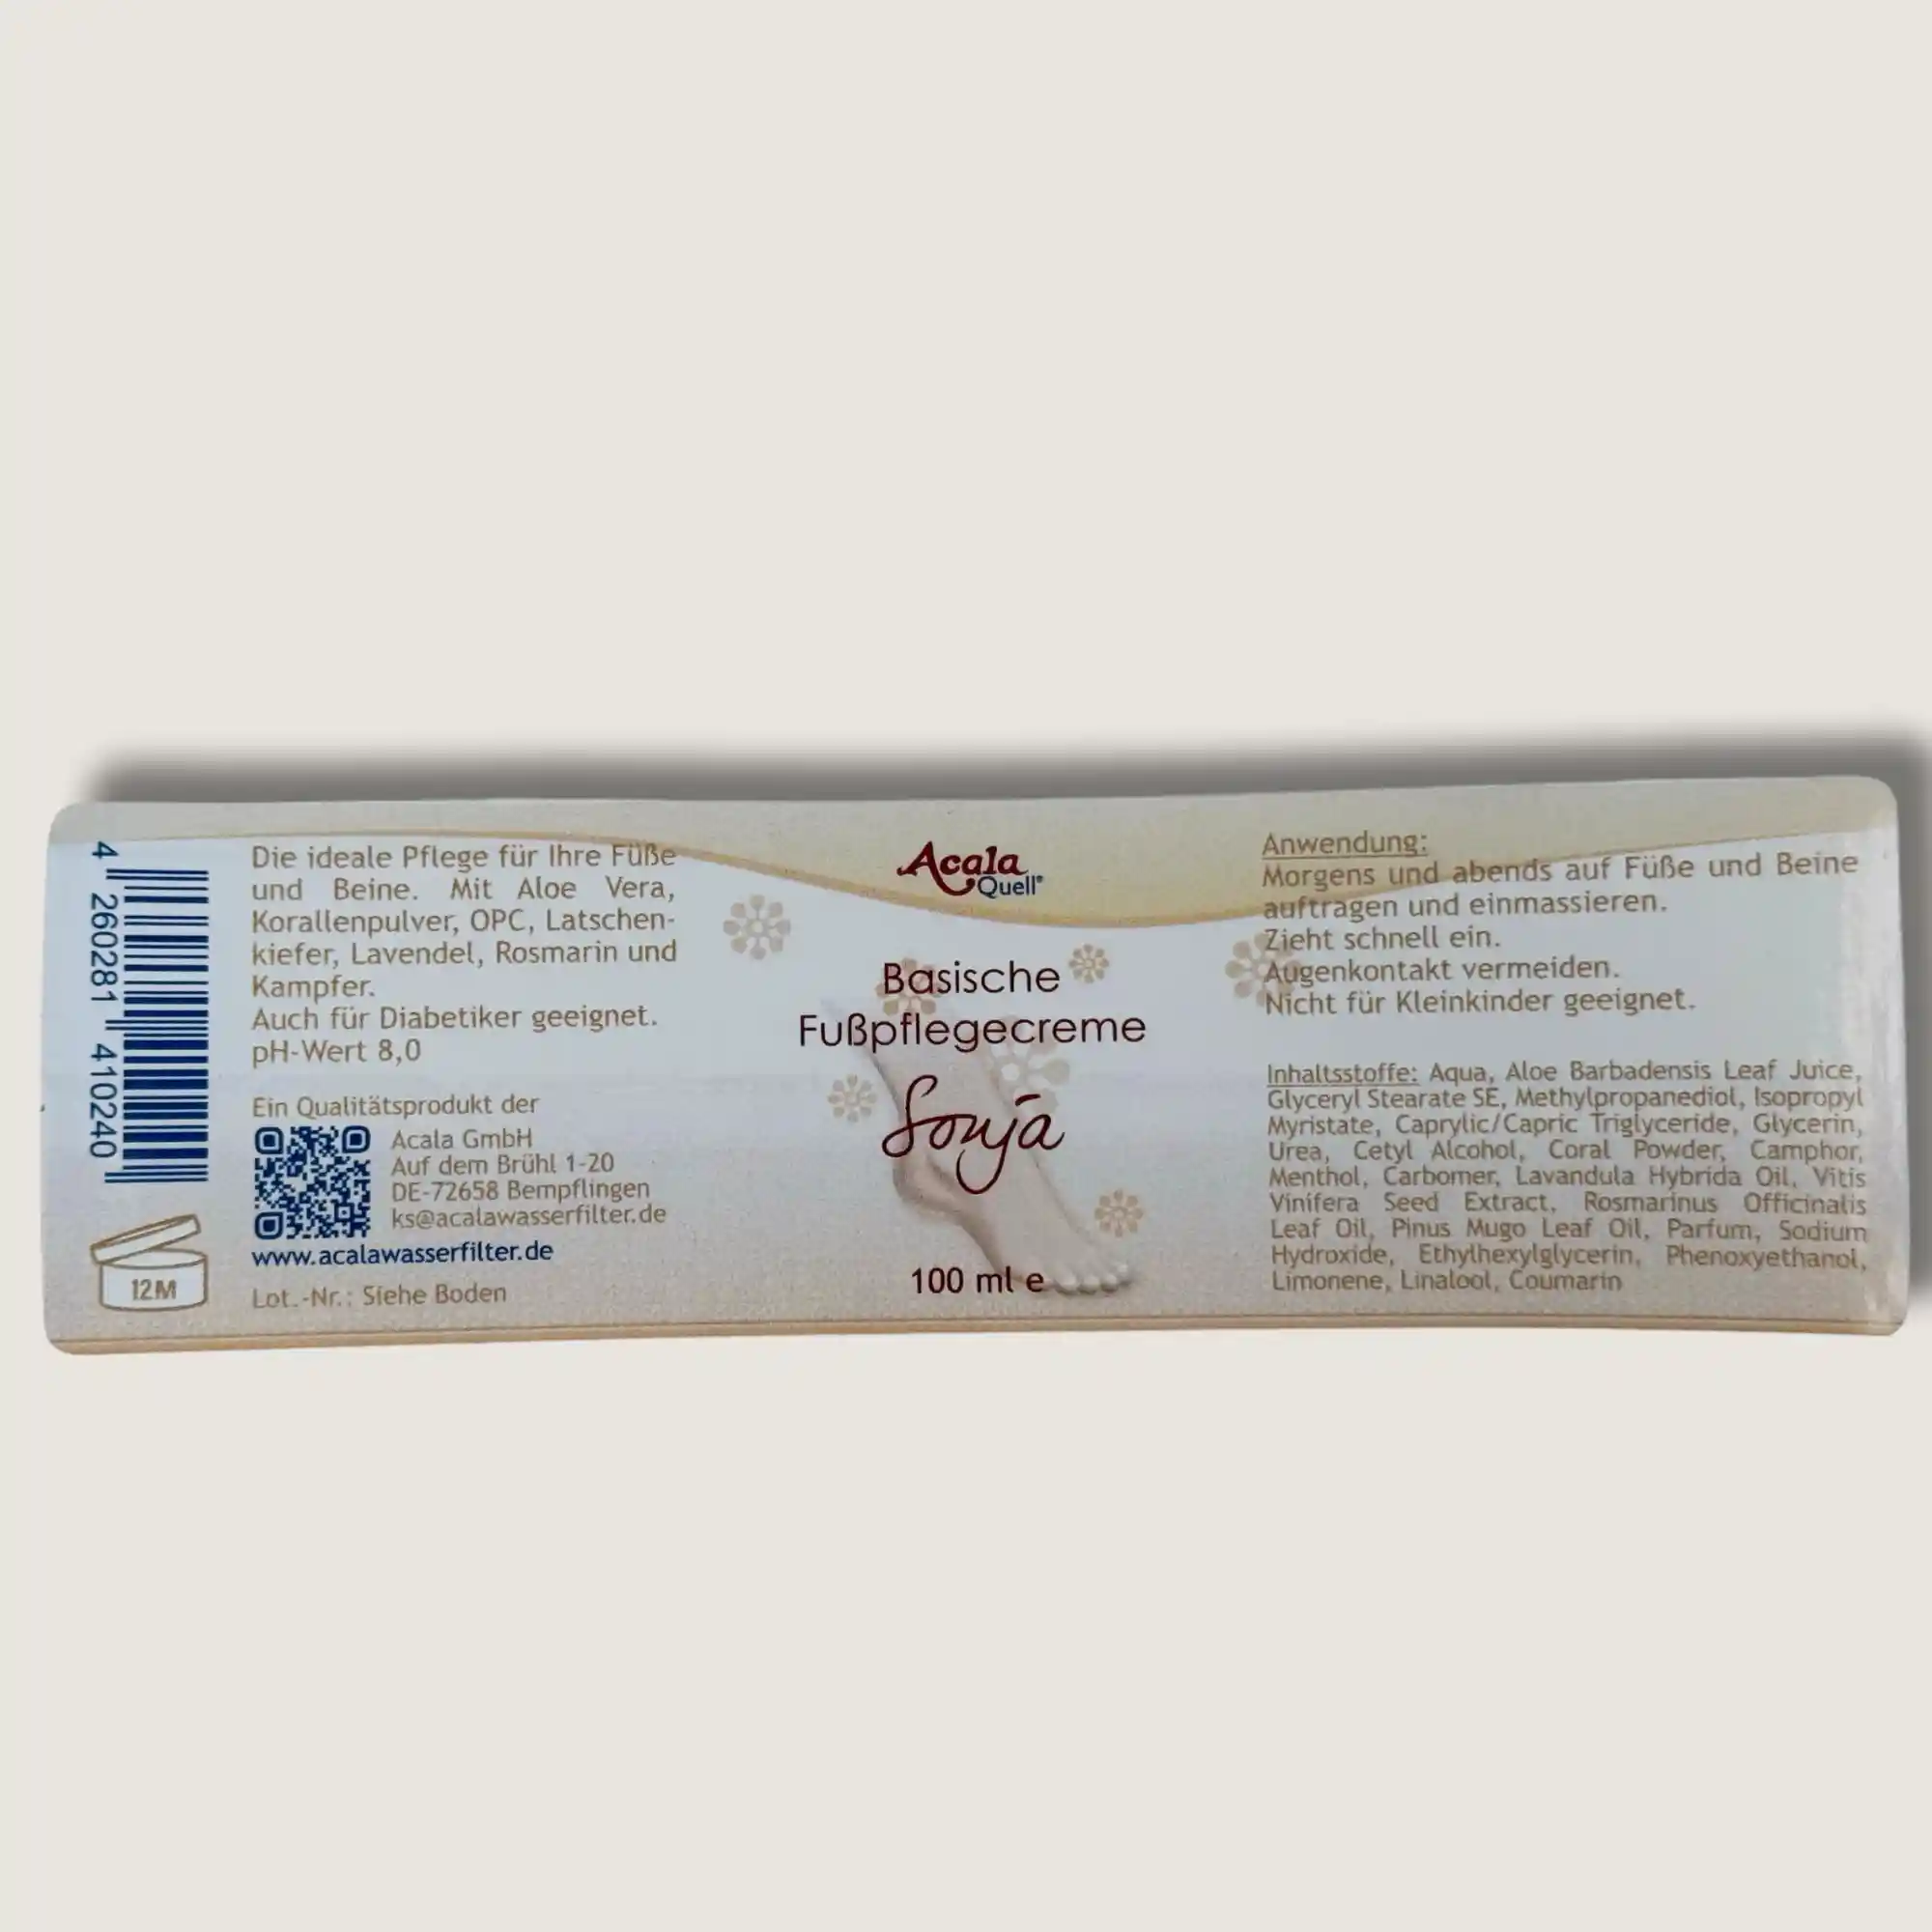 4 260281 410240
12M
Die ideale Pflege für Ihre Füße
und Beine. Mit Aloe Vera,
Korallenpulver, OPC, Latschen-
kiefer, Lavendel, Rosmarin und
Kampfer.
Auch für Diabetiker geeignet.
pH-Wert 8,0
Ein Qualitätsprodukt der
Acala GmbH
Auf dem Brühl 1-20
DE-72658 Bempflingen
ks@acalawasserfilter.de
www.acalawasserfilter.de
Lot.-Nr.: Siehe Boden
Acala
Quell®
Basische
Fußpflegecreme
Sonja
100 ml e
Anwendung:
Morgens und abends auf Füße und Beine
auftragen und einmassieren.
Zieht schnell ein.
Augenkontakt vermeiden.
Nicht für Kleinkinder geeignet.
Inhaltsstoffe: Aqua, Aloe Barbadensis Leaf Juice,
Glyceryl Stearate SE, Methylpropanediol, Isopropyl
Myristate, Caprylic/Capric Triglyceride, Glycerin,
Urea, Cetyl Alcohol, Coral Powder, Camphor,
Menthol, Carbomer, Lavandula Hybrida Oil, Vitis
Vinifera Seed Extract, Rosmarinus Officinalis
Leaf Oil, Pinus Mugo Leaf Oil, Parfum, Sodium
Hydroxide, Ethylhexylglycerin, Phenoxyethanol,
Limonene, Linalool, Coumarin